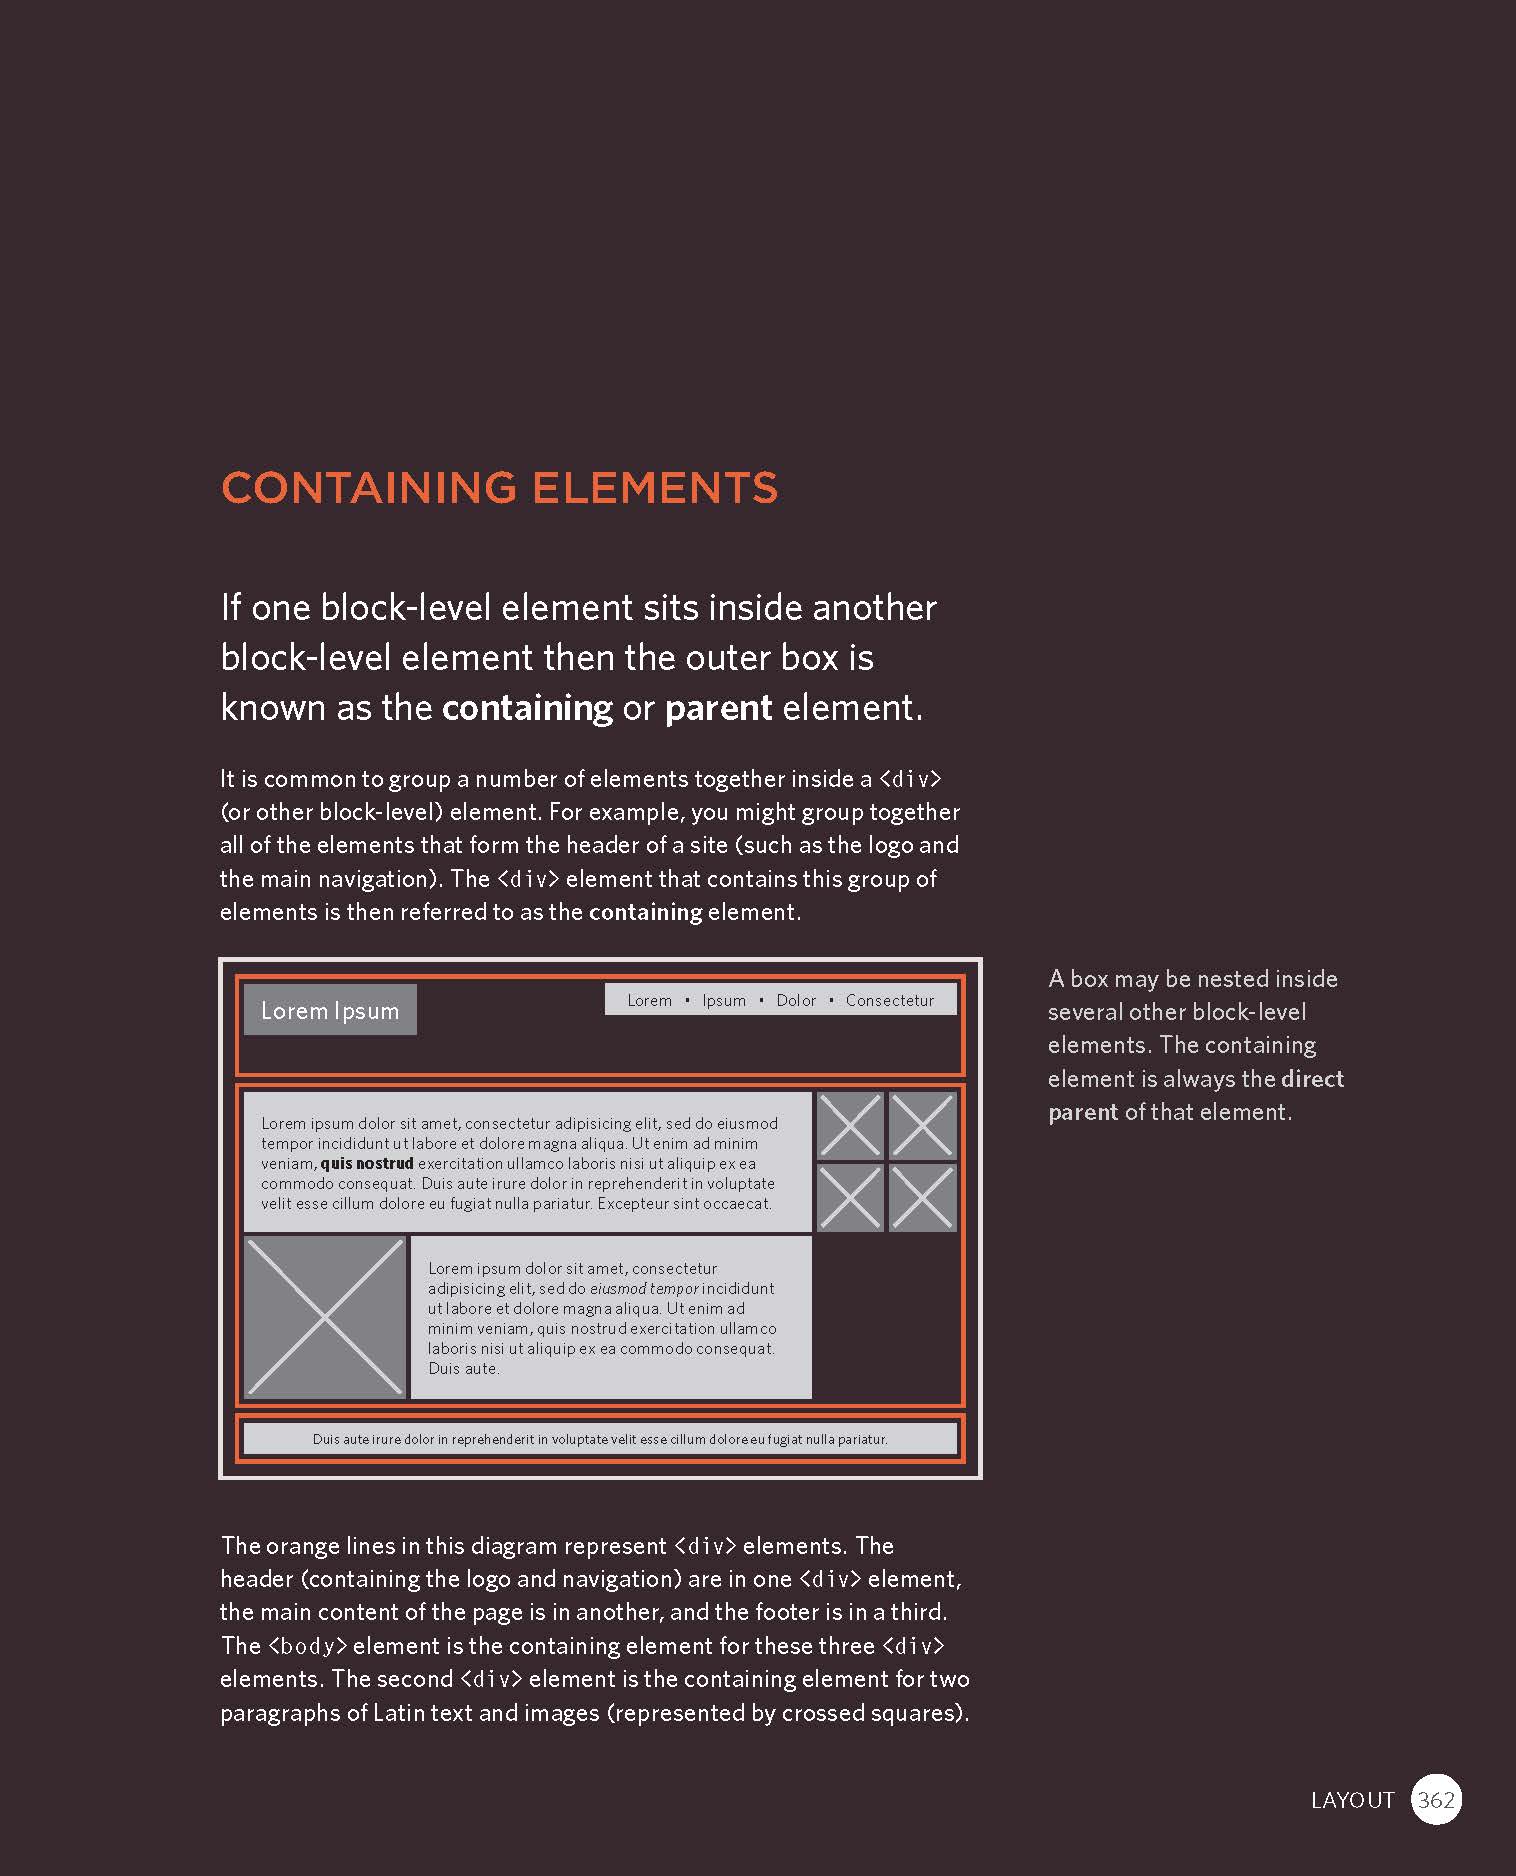 CONTAINING ELEMENTS
If one block-level element sits inside another
block-level element then the outer box is
known as the containing or parent element.
It is common to group a number of elements together inside a <div>
(or other block-level) element. For example, you might group together
all of the elements that form the header of a site (such as the logo and
the main navigation). The <div> element that contains this group of
elements is then referred to as the containing element.
Lorem Ipsum
Lorem • Ipsum • Dolor • Consectetur
Lorem ipsum dolor sit amet, consectetur adipisicing elit, sed do eiusmod
tempor incididunt ut labore et dolore magna aliqua. Ut enim ad minim
veniam, quis nostrud exercitation ullamco laboris nisi ut aliquip ex ea
commodo consequat. Duis aute irure dolor in reprehenderit in voluptate
velit esse cillum dolore eu fugiat nulla pariatur. Excepteur sint occaecat.
Lorem ipsum dolor sit amet, consectetur
adipisicing elit, sed do eiusmod tempor incididunt
ut labore et dolore magna aliqua. Ut enim ad
minim veniam, quis nostrud exercitation ullamco
laboris nisi ut aliquip ex ea commodo consequat.
Duis aute.
Duis aute irure dolor in reprehenderit in voluptate velit esse cillum dolore eu fugiat nulla pariatur.
A box may be nested inside
several other block-level
elements. The containing
element is always the direct
parent of that element.
The orange lines in this diagram represent <div> elements. The
header (containing the logo and navigation) are in one <div> element,
the main content of the page is in another, and the footer is in a third.
The <body> element is the containing element for these three <div>
elements. The second <div> element is the containing element for two
paragraphs of Latin text and images (represented by crossed squares).
LAYOUT 362